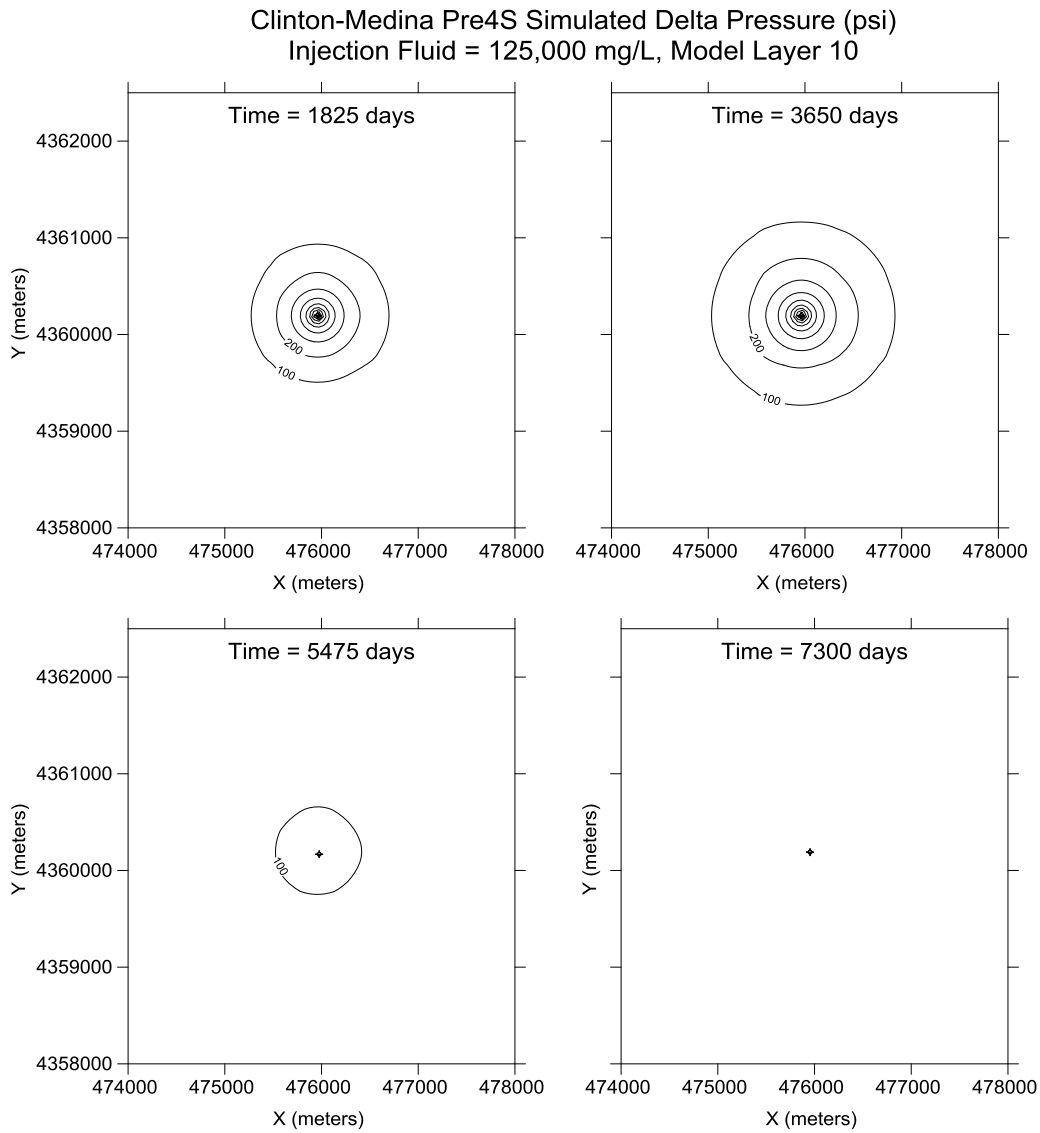 Clinton-Medina Pre4S Simulated Delta Pressure (psi)
Injection Fluid = 125,000 mg/L, Model Layer 10
Time = 1825 days
4362000
4361000
4360000
4359000
4358000
Y (meters)
200
100
474000 475000 476000 477000 478000
X (meters)
Time = 3650 days
200
100
474000 475000 476000 477000 478000
X (meters)
Time = 5475 days
4362000
4361000
4360000
4359000
4358000
Y (meters)
100
474000 475000 476000 477000 478000
X (meters)
Time = 7300 days
Y (meters)
474000 475000 476000 477000 478000
X (meters)